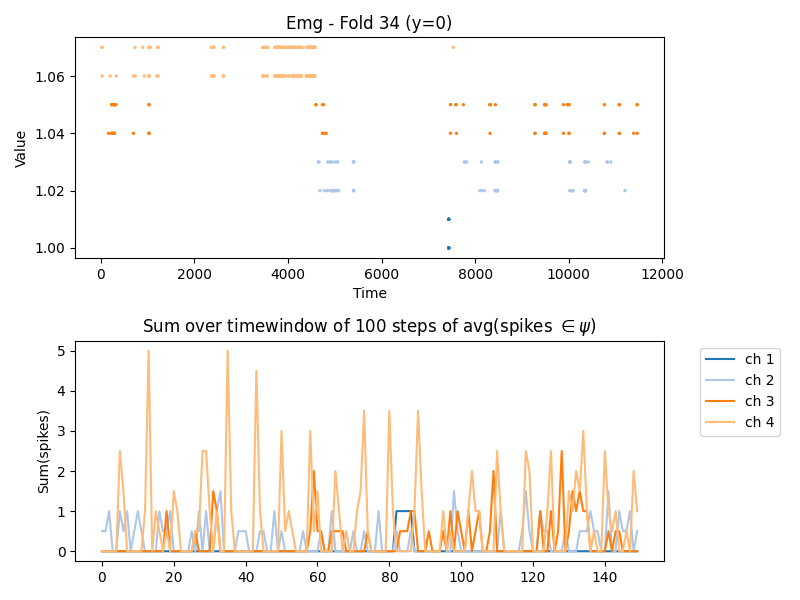 Emg - Fold 34 (y=0)
Value
1.06
1.04
1.02
1.00
0
2000
4000
6000
8000
10000
12000
Time
Sum over timewindow of 100 steps of avg(spikes ∈ ψ)
Sum(spikes)
5
4
3
2
1
0
0
20
40
60
80
100
120
140
ch 1
ch 2
ch 3
ch 4